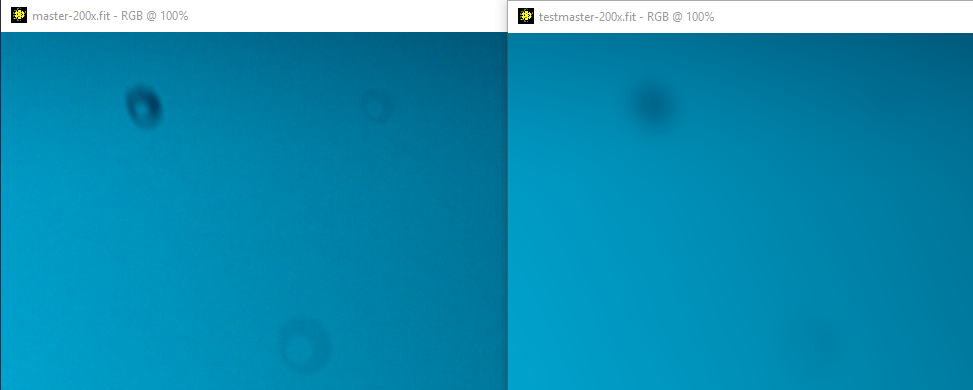 master-200x.fit - RGB @ 100%
testmaster-200x.fit - RGB @ 100%